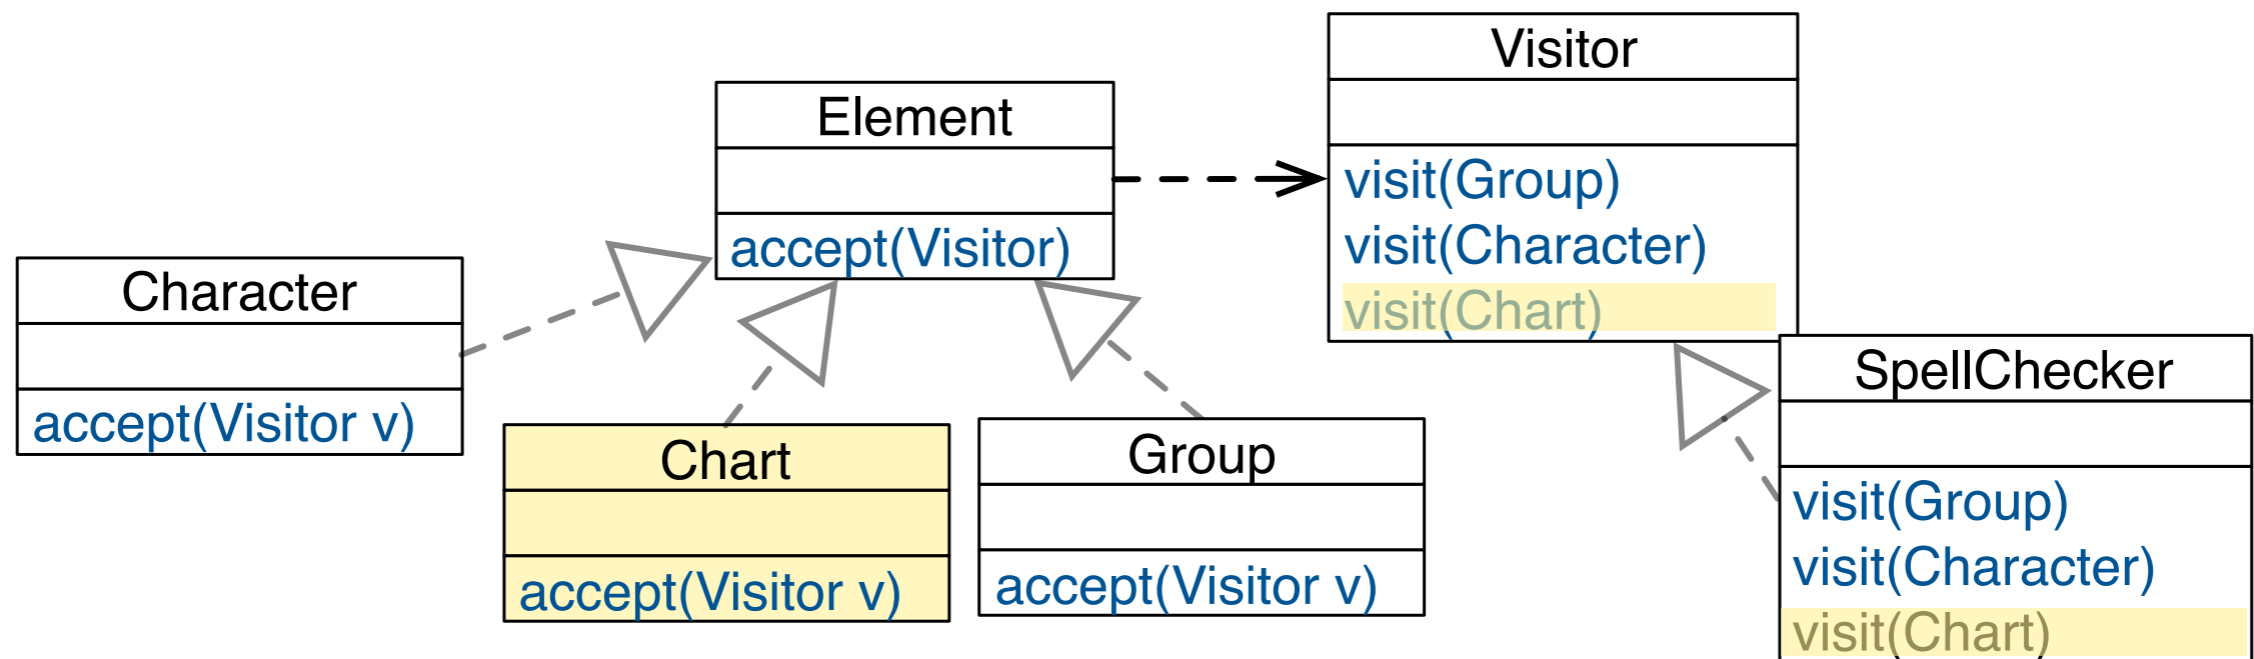 Visitor
visit(Group)
visit(Character)
visit(Chart)
Element
accept(Visitor)
Character
accept(Visitor v)
Chart
accept(Visitor v)
Group
accept(Visitor v)
SpellChecker
visit(Group)
visit(Character)
visit(Chart)